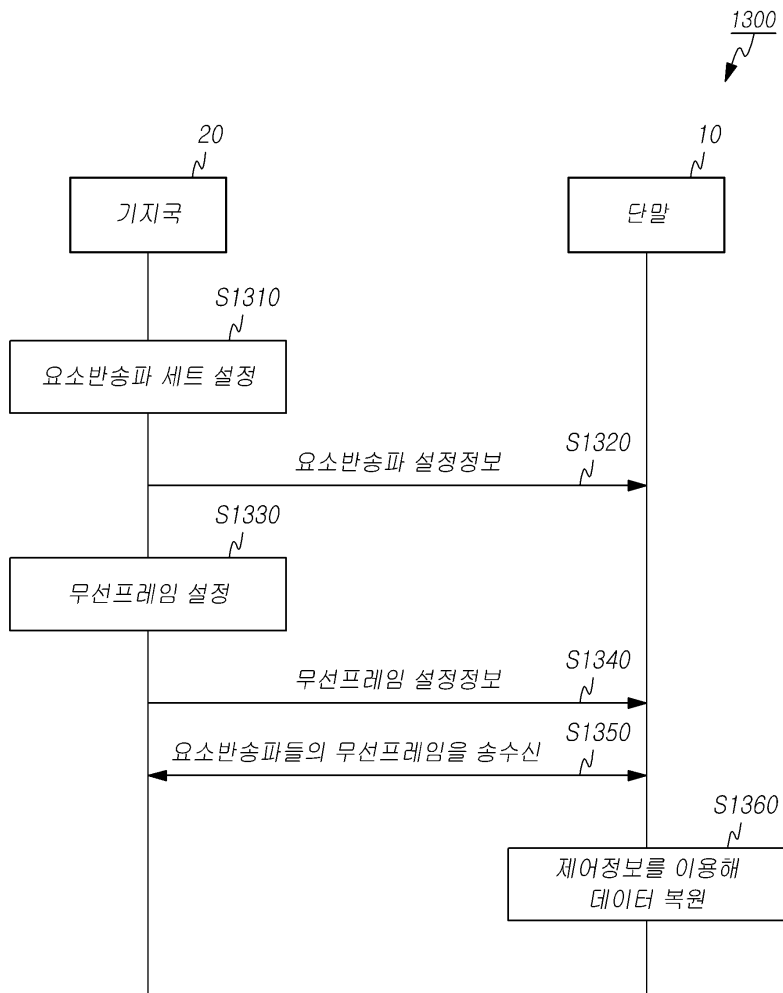 1300
20
10
기지국
단말
S1310
요소반송파 세트 설정
요소반송파 설정정보
S1320
S1330
무선프레임 설정
무선프레임 설정정보
S1340
요소반송파들의 무선프레임을 송수신
S1350
S1360
제어정보를 이용해
데이터 복원